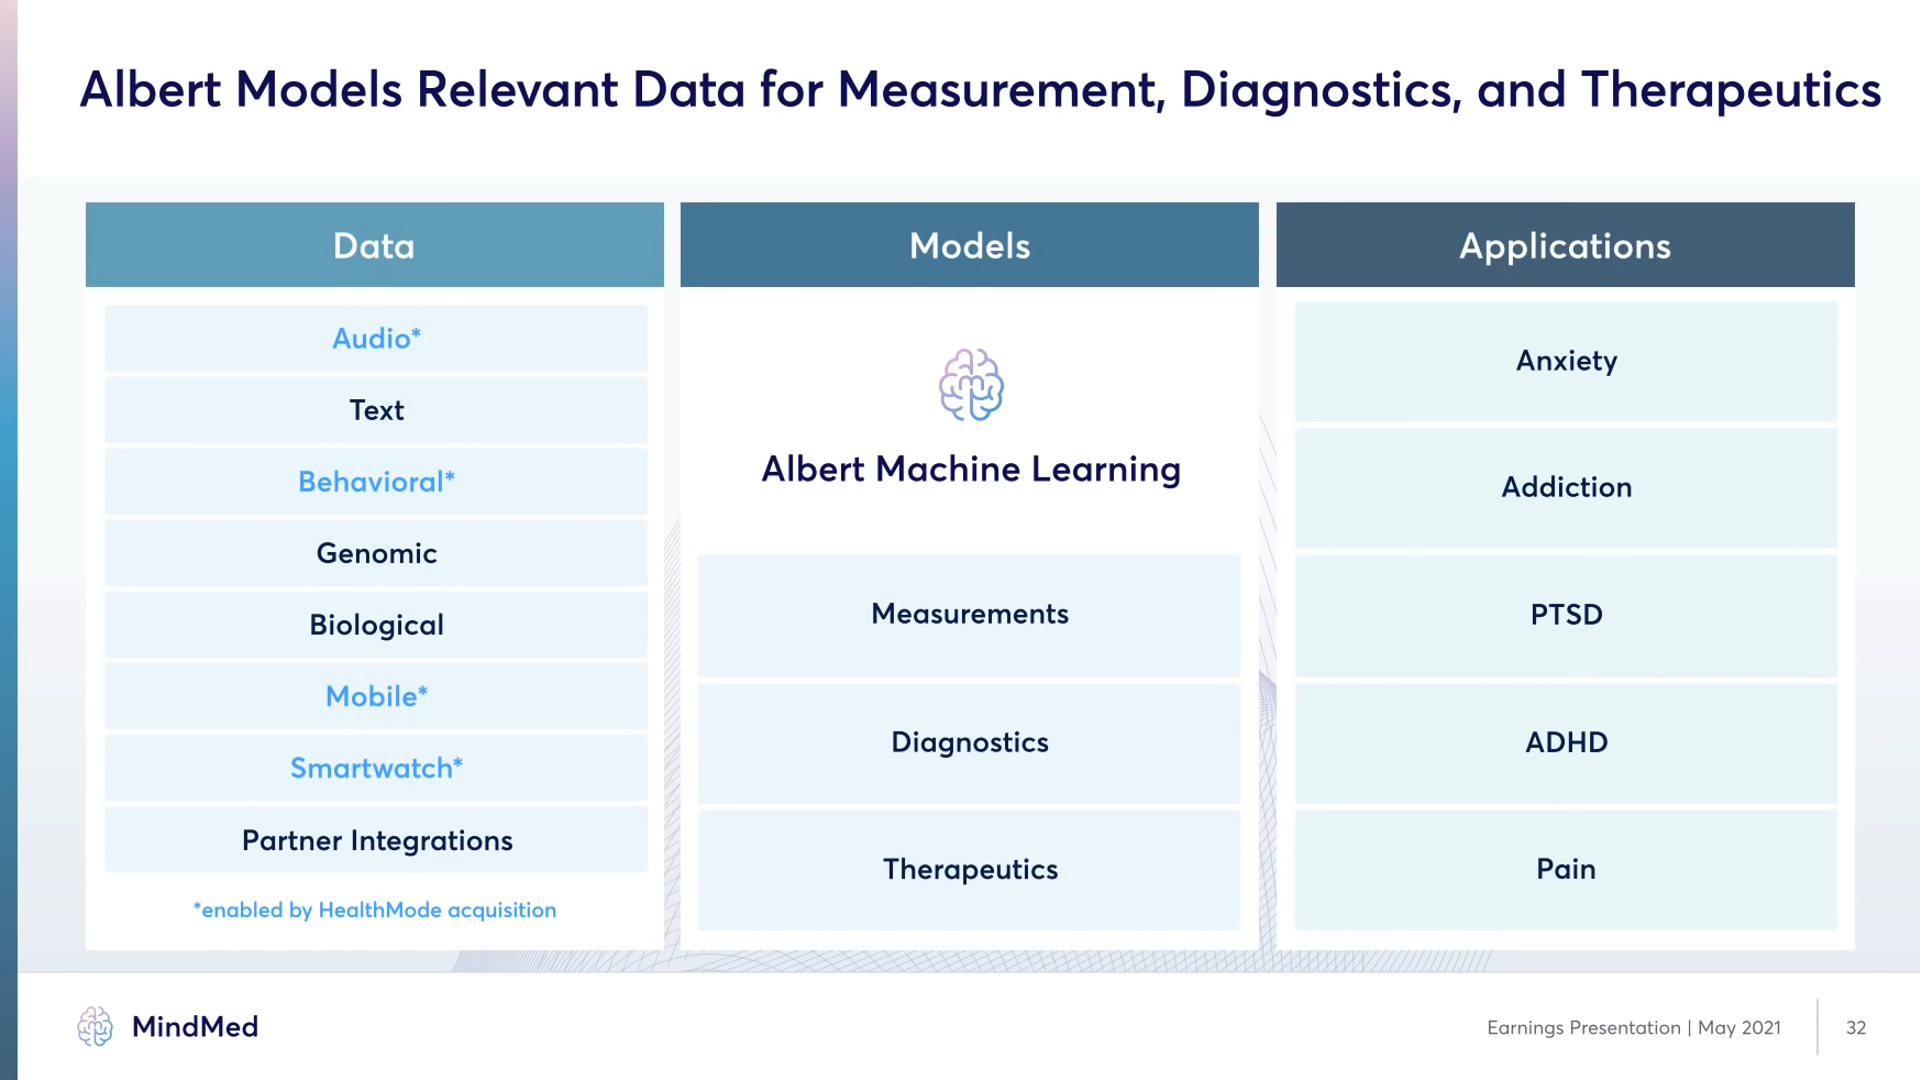 Albert Models Relevant Data for Measurement, Diagnostics, and Therapeutics
Data
Audio*
Text
Behavioral*
Genomic
Biological
Mobile*
Smartwatch*
Partner Integrations
*enabled by HealthMode acquisition
Models
Albert Machine Learning
Measurements
Diagnostics
Therapeutics
Applications
Anxiety
Addiction
PTSD
ADHD
Pain
MindMed
Earnings Presentation | May 2021
32